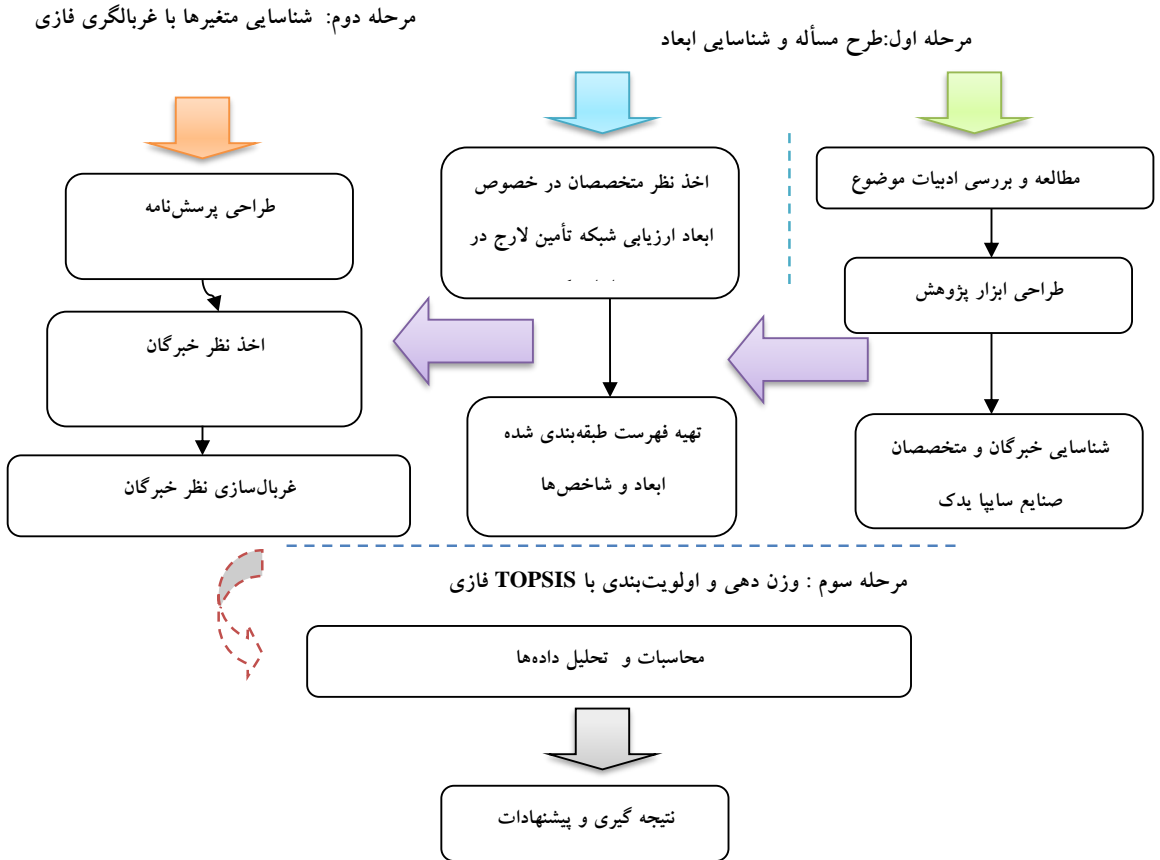 مرحله اول:طرح مسأله و شناسایی ابعاد
مطالعه و بررسی ادبیات موضوع
طراحی ابزار پژوهش
شناسایی خبرگان و متخصصان
صنایع سایپا یدک
اخذ نظر متخصصان در خصوص
ابعاد ارزیابی شبکه تأمین لارج در
تهیه فهرست طبقه‌بندی شده
ابعاد و شاخص‌ها
مرحله دوم: شناسایی متغیرها با غربالگری فازی
طراحی پرسش‌نامه
اخذ نظر خبرگان
غربال‌سازی نظر خبرگان
مرحله سوم : وزن دهی و اولویت‌بندی با TOPSIS فازی
محاسبات و تحلیل داده‌ها
نتیجه گیری و پیشنهادات